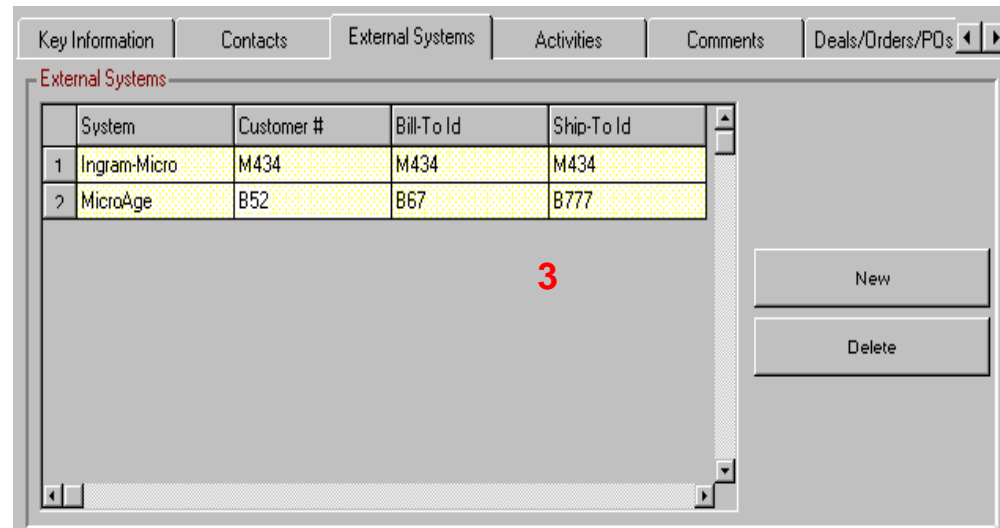 Key Information Contacts External Systems Activities Comments Deals/Orders/POs
External Systems
System Customer # Bill-To Id Ship-To Id
1 Ingram-Micro M434 M434 M434
2 MicroAge B52 B67 B777
3
New
Delete